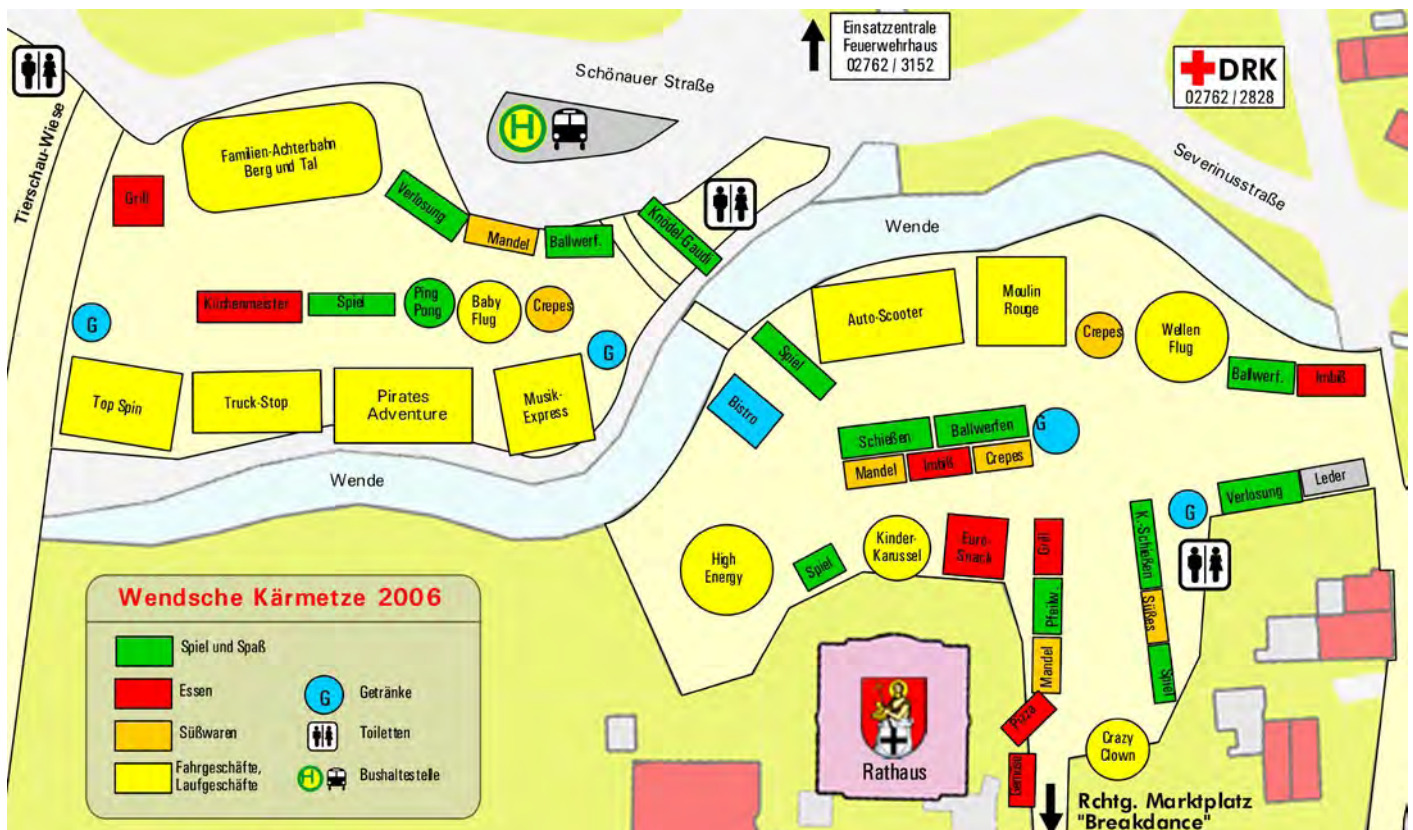 Einsatzzentrale
Feuerwehrhaus
02762 / 3152
DRK
02762 / 2828
Schönauer Straße
Severinusstraße
Tierschau-Wiese
H
Familien-Achterbahn
Berg und Tal
Grill
Verlosung
Mandel
Ballwerf.
Knödel-Gaudi
Wende
Küchenmeister
Spiel
Ping
Pong
Baby
Flug
Crepes
G
G
Top Spin
Truck-Stop
Pirates
Adventure
Musik-
Express
Wende
Auto-Scooter
Moulin
Rouge
Crepes
Wellen
Flug
Ballwerf.
Imbiß
Spiel
Bistro
Schießen
Ballwerfen
G
Mandel
Imbiß
Crepes
Verlosung
Leder
G
K.-Schießen
Süßes
Spiel
High
Energy
Spiel
Kinder-
Karussel
Euro-
Snack
Grill
Pfeilw.
Mandel
Pizza
Crazy
Clown
Rathaus
Rchtg. Marktplatz
"Breakdance"
Wendsche Kärmetze 2006
Spiel und Spaß
Essen
Süßwaren
Fahrgeschäfte,
Laufgeschäfte
G
Getränke
Toiletten
H
Bushaltestelle